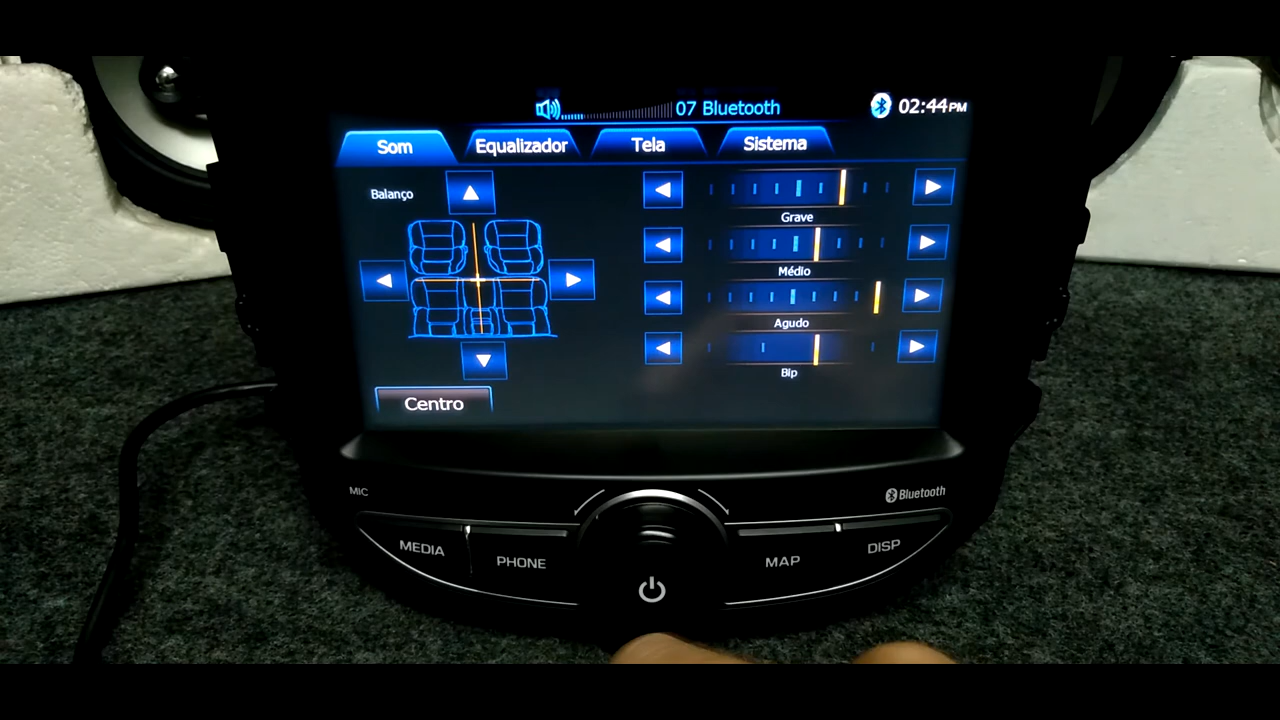 07 Bluetooth
02:44PM
Som
Equalizador
Tela
Sistema
Balanço
Grave
Médio
Agudo
Bip
Centro
MIC
Bluetooth
MEDIA
PHONE
MAP
DISP